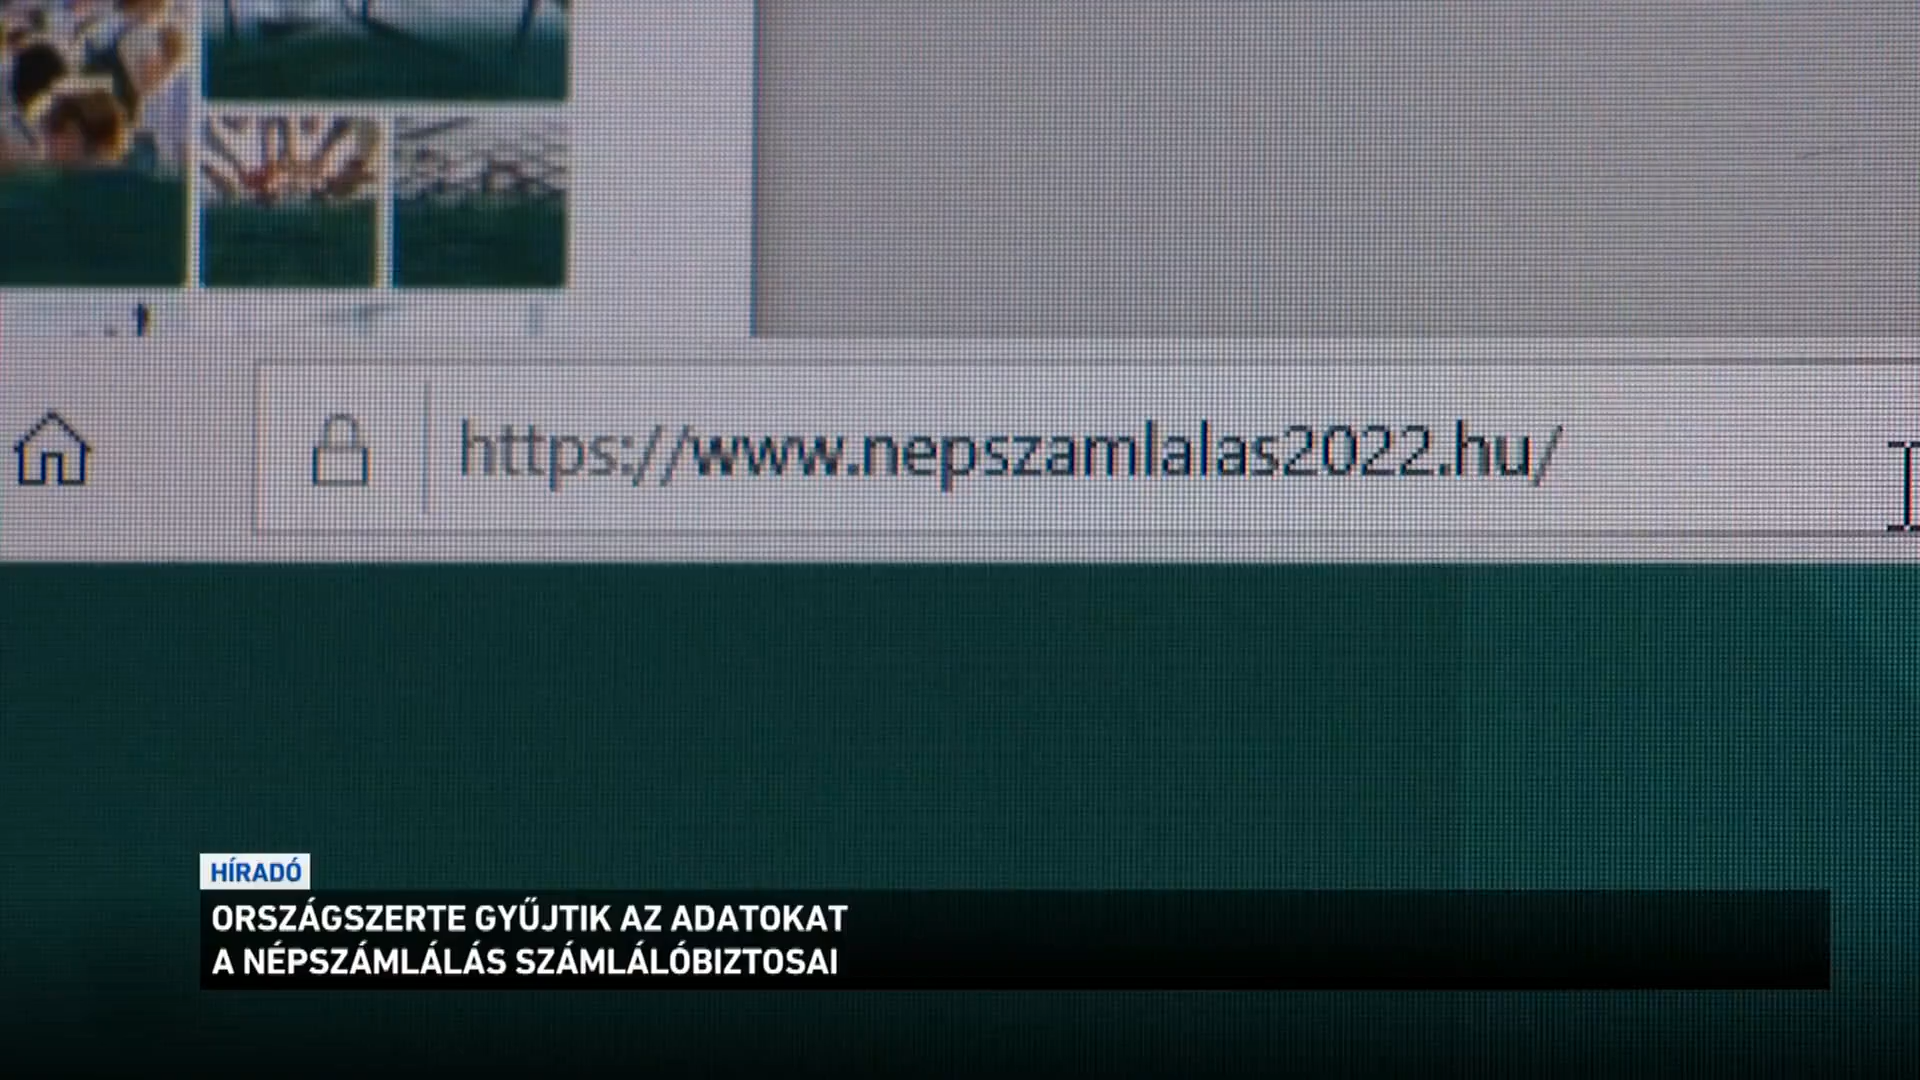 https://www.nepszamlalas2022.hu/
HÍRADÓ
ORSZÁGSZERTE GYŰJTIK AZ ADATOKAT
A NÉPSZÁMLÁLÁS SZÁMLÁLÓBIZTOSAI